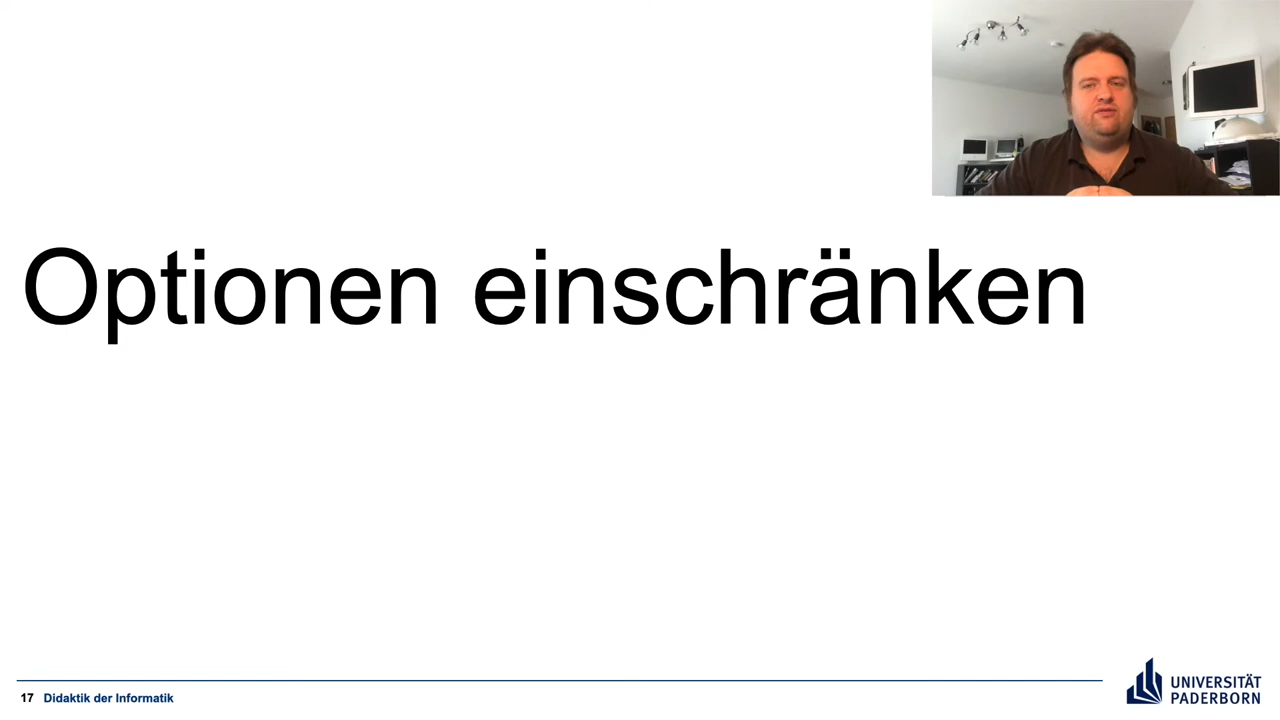 Optionen einschränken
17 Didaktik der Informatik
UNIVERSITÄT
PADERBORN